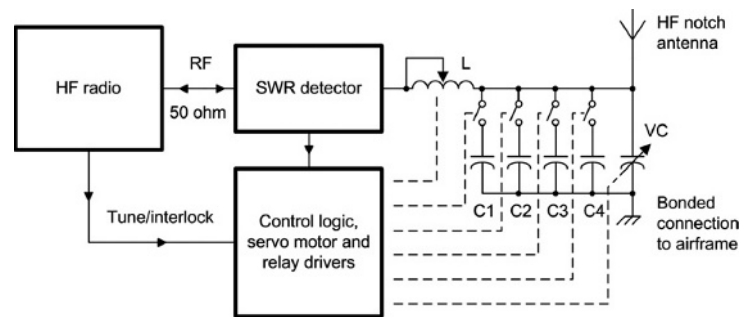 HF notch
antenna
RF
L
HF radio
SWR detector
50 ohm
VC
C1 C2 C3 C4
Bonded
connection
to airframe
Tune/interlock
Control logic,
servo motor and
relay drivers